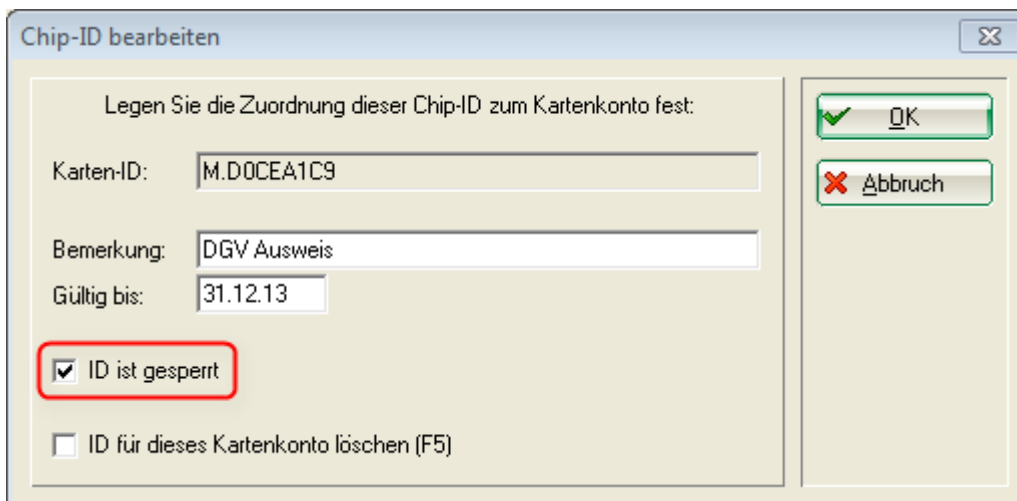 Chip-ID bearbeiten
Legen Sie die Zuordnung dieser Chip-ID zum Kartenkonto fest:
Karten-ID: M.D0CEA1C9
Bemerkung: DGV Ausweis
Gültig bis: 31.12.13
ID ist gesperrt
ID für dieses Kartenkonto löschen (F5)
OK
Abbruch